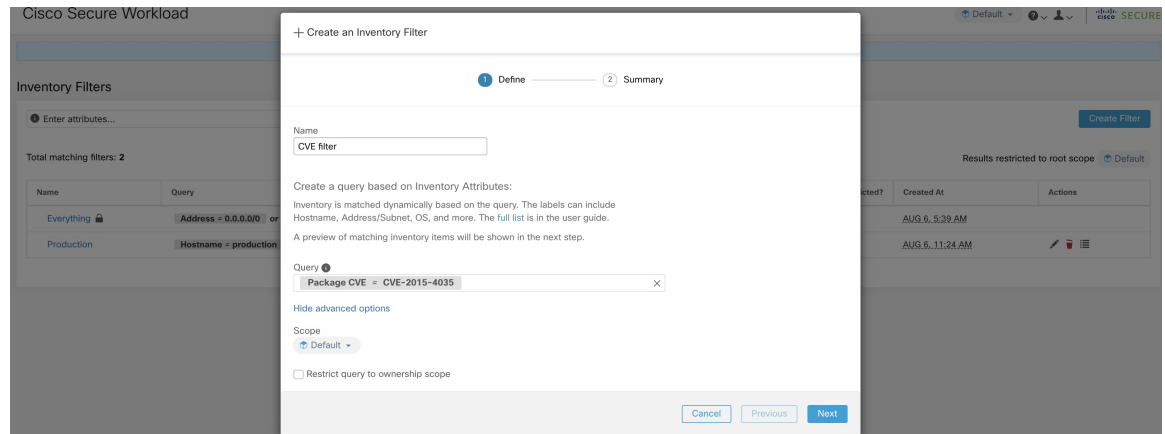 Cisco Secure Workload
Default
CISCO SECURE
+ Create an Inventory Filter
1 Define
2 Summary
Inventory Filters
Enter attributes...
Create Filter
Total matching filters: 2
Results restricted to root scope Default
Name Query icted? Created At Actions
Everything Address = 0.0.0.0/0 or AUG 6, 5:39 AM
Production Hostname = production AUG 6, 11:24 AM
Name
CVE filter
Create a query based on Inventory Attributes:
Inventory is matched dynamically based on the query. The labels can include
Hostname, Address/Subnet, OS, and more. The full list is in the user guide.
A preview of matching inventory items will be shown in the next step.
Query
Package CVE = CVE-2015-4035
Hide advanced options
Scope
Default
Restrict query to ownership scope
Cancel Previous Next